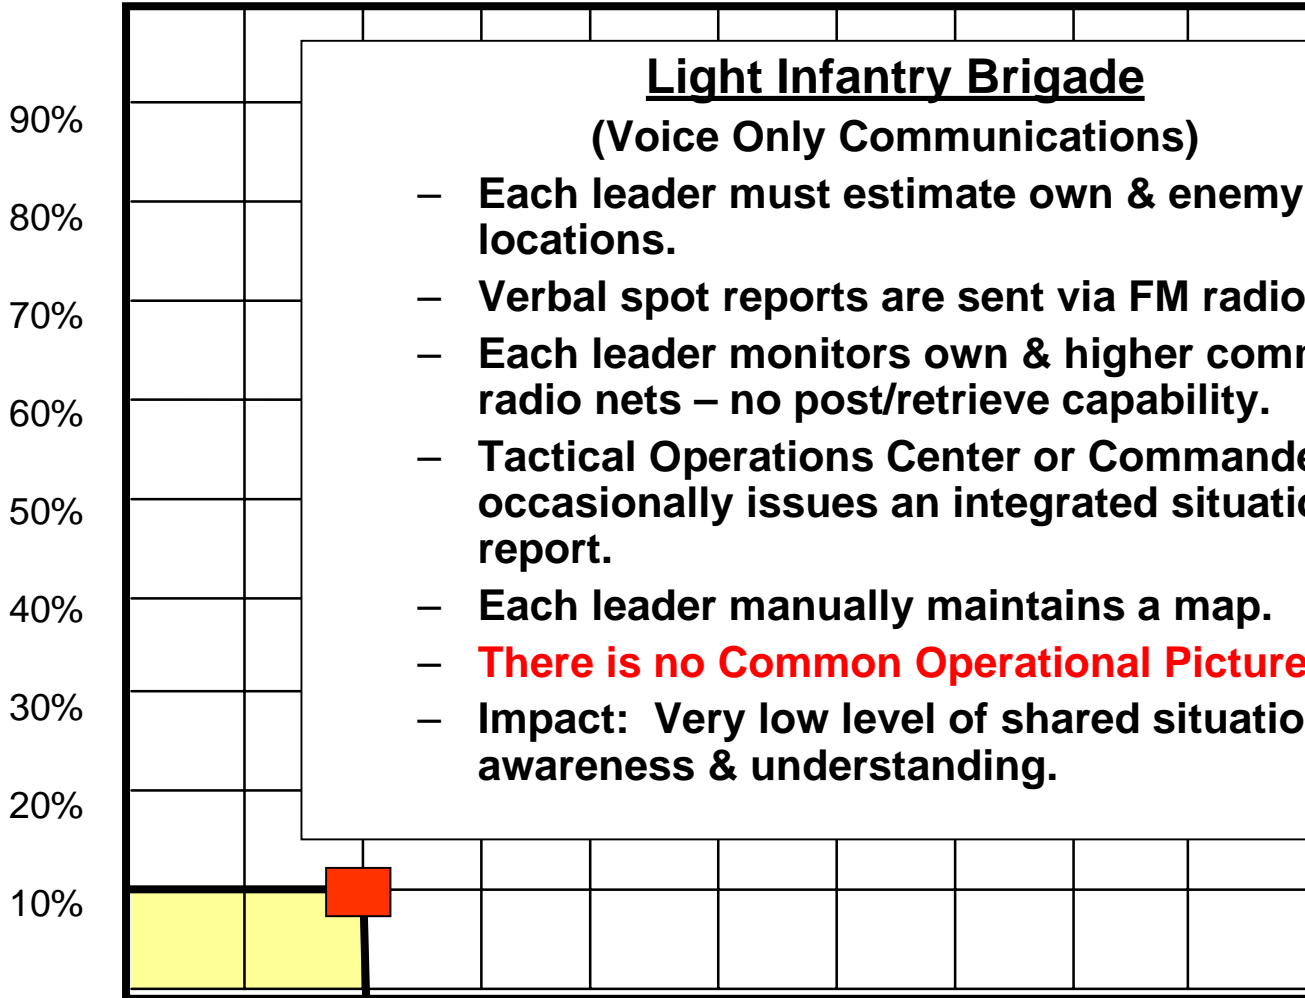 Light Infantry Brigade
(Voice Only Communications)
– Each leader must estimate own & enemy
locations.
– Verbal spot reports are sent via FM radio
– Each leader monitors own & higher
radio nets – no post/retrieve capability.
– Tactical Operations Center or
occasionally issues an integrated
report.
– Each leader manually maintains a map.
– There is no Common Operational Picture
– Impact: Very low level of shared
awareness & understanding.
90%
80%
70%
60%
50%
40%
30%
20%
10%